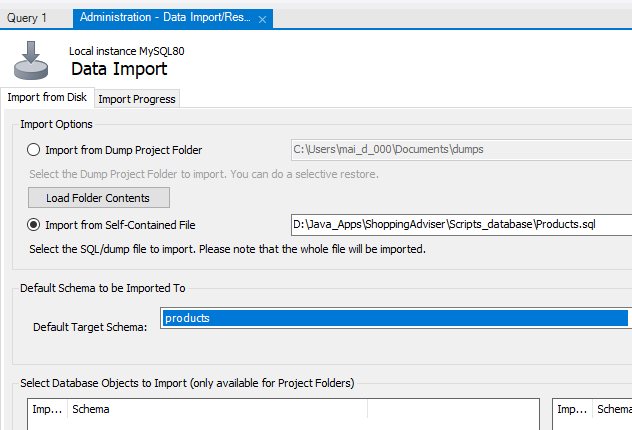 Query 1
Administration - Data Import/Res...
Local instance MySQL80
Data Import
Import from Disk
Import Progress
Import Options
Import from Dump Project Folder
C:\Users\mai_d_000\Documents\dumps
Select the Dump Project Folder to import. You can do a selective restore.
Load Folder Contents
Import from Self-Contained File
D:\Java_Apps\ShoppingAdviser\Scripts_database\Products.sql
Select the SQL/dump file to import. Please note that the whole file will be imported.
Default Schema to be Imported To
Default Target Schema:
products
Select Database Objects to Import (only available for Project Folders)
Imp... Schema
Imp... Schema